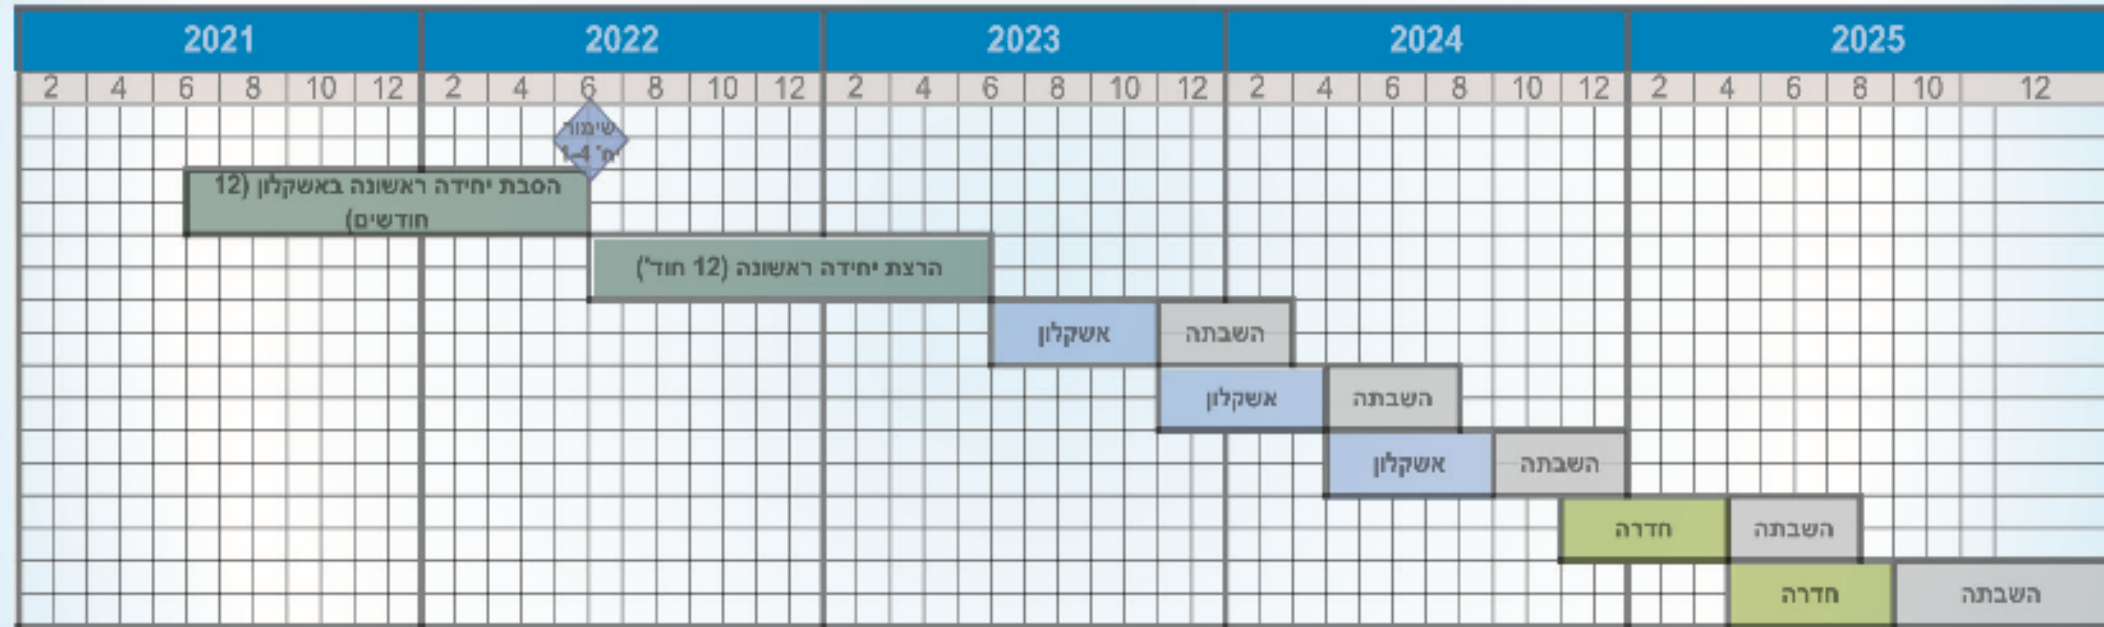 2021 2022 2023 2024 2025
2 4 6 8 10 12 2 4 6 8 10 12 2 4 6 8 10 12 2 4 6 8 10 12 2 4 6 8 10 12
שימור
יח' 1-4
הסבת יחידה ראשונה באשקלון (12
חודשים)
הרצת יחידה ראשונה (12 חוד')
אשקלון השבתה
אשקלון השבתה
אשקלון השבתה
חדרה השבתה
חדרה השבתה